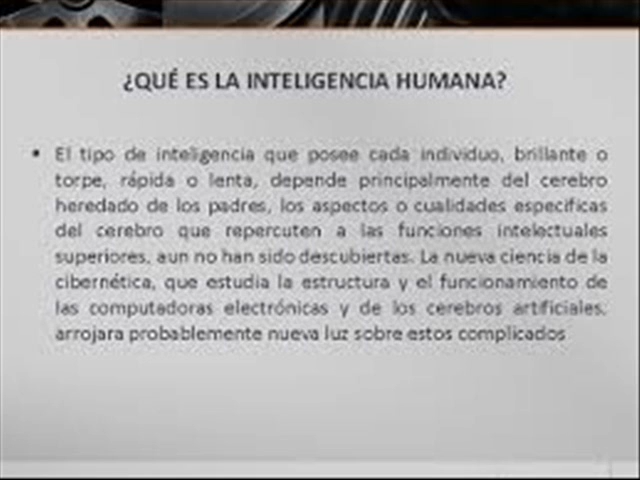 ¿QUÉ ES LA INTELIGENCIA HUMANA?
• El tipo de inteligencia que posee cada individuo, brillante o
torpe, rápida o lenta, depende principalmente del cerebro
heredado de los padres, los aspectos o cualidades especificas
del cerebro que repercuten a las funciones intelectuales
superiores, aun no han sido descubiertas. La nueva ciencia de la
cibernética, que estudia la estructura y el funcionamiento de
las computadoras electrónicas y de los cerebros artificiales,
arrojara probablemente nueva luz sobre estos complicados